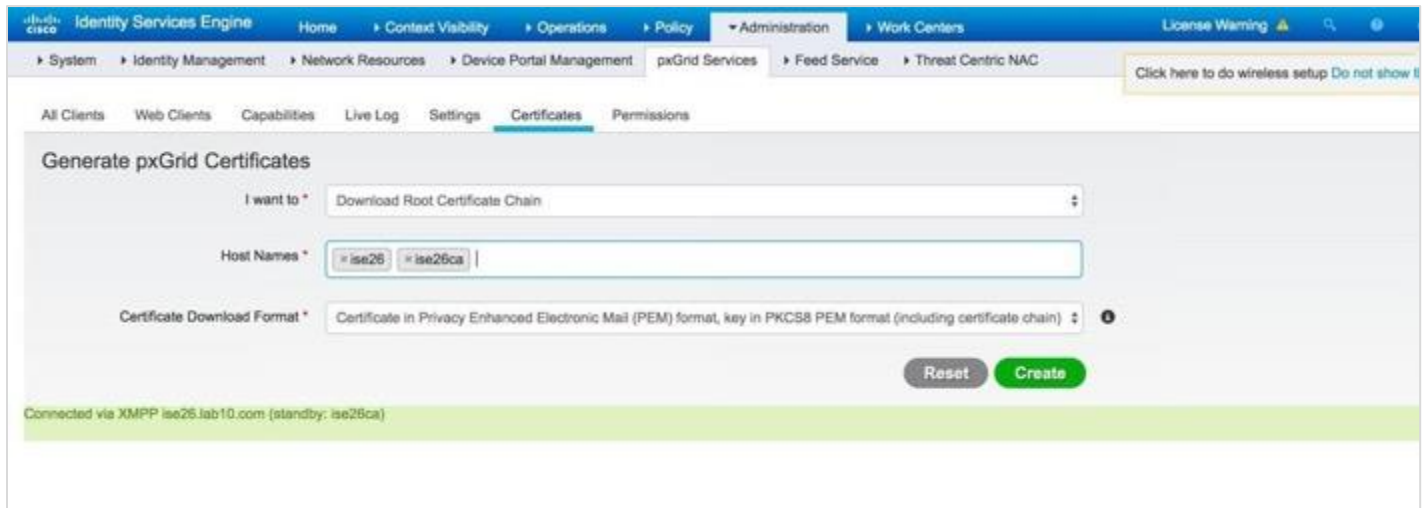 cisco Identity Services Engine Home Context Visibility Operations Policy Administration Work Centers License Warning
System Identity Management Network Resources Device Portal Management pxGrid Services Feed Service Threat Centric NAC
Click here to do wireless setup Do not show
All Clients Web Clients Capabilities Live Log Settings Certificates Permissions
Generate pxGrid Certificates
I want to * Download Root Certificate Chain
Host Names * × ise26 × ise26ca
Certificate Download Format * Certificate in Privacy Enhanced Electronic Mail (PEM) format, key in PKCS8 PEM format (including certificate chain)
Reset Create
Connected via XMPP ise26.lab10.com (standby: ise26ca)